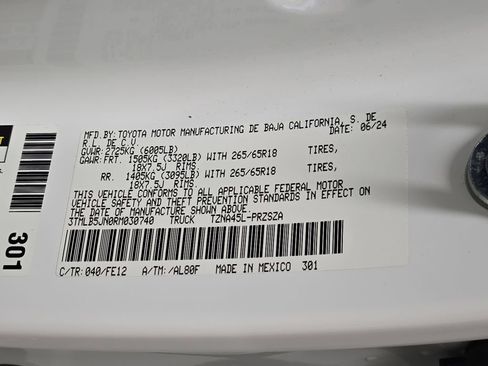 MFD.BY: TOYOTA MOTOR MANUFACTURING DE BAJA CALIFORNIA, S. DE
R.L. DE C.V. DATE: 06/24
GVWR: 2725KG (6005LB)
GAWR: FRT. 1505KG (3320LB) WITH 265/65R18 TIRES,
18X7.5J RIMS
RR. 1405KG (3095LB) WITH 265/65R18 TIRES,
18X7.5J RIMS
THIS VEHICLE CONFORMS TO ALL APPLICABLE FEDERAL MOTOR
VEHICLE SAFETY AND THEFT PREVENTION STANDARDS IN EFFECT ON
THE DATE OF MANUFACTURE SHOWN ABOVE.
3TMLB5JN0RM030740 TRUCK TZNA45L-PRZSZA
C/TR: 040/FE12 A/TM: /AL80F MADE IN MEXICO 301
301